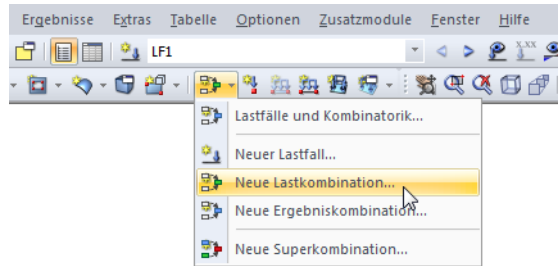 Ergebnisse Extras Tabelle Optionen Zusatzmodule Fenster Hilfe
LF1 x.xx
Lastfälle und Kombinatorik...
Neuer Lastfall...
Neue Lastkombination...
Neue Ergebniskombination...
Neue Superkombination...